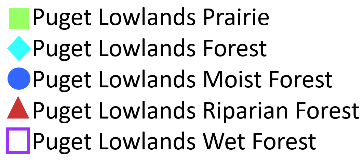 Puget Lowlands Prairie
Puget Lowlands Forest
Puget Lowlands Moist Forest
Puget Lowlands Riparian Forest
Puget Lowlands Wet Forest